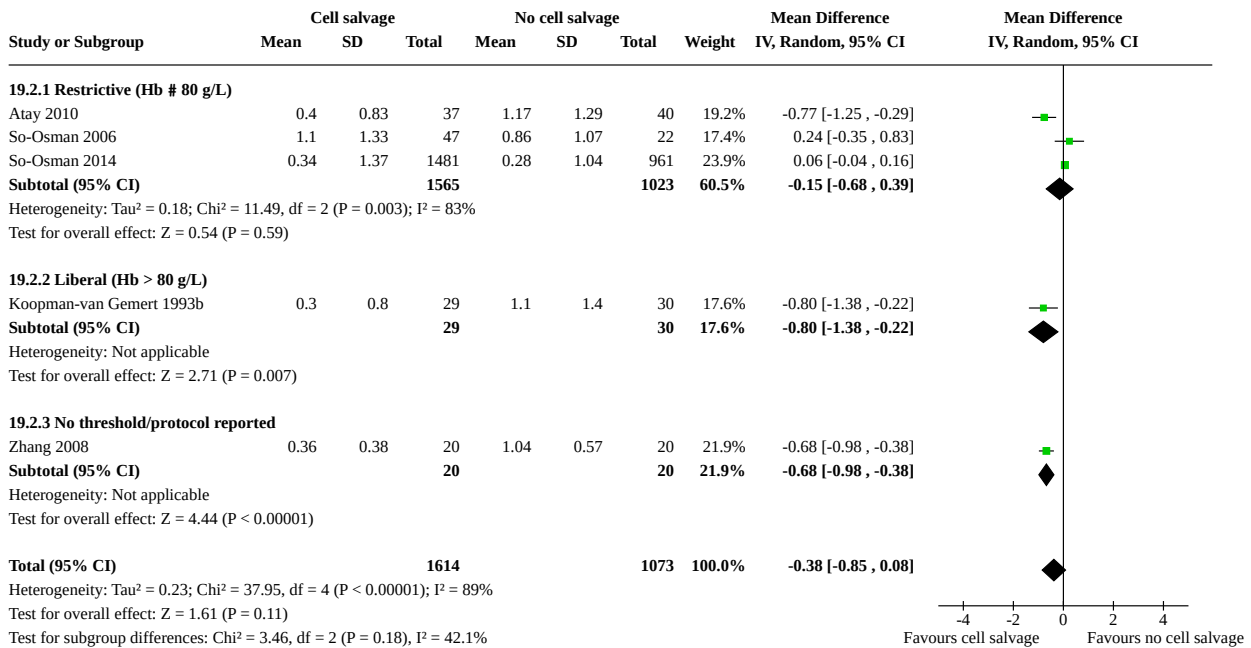 Cell salvage No cell salvage Mean Difference Mean Difference
Study or Subgroup Mean SD Total Mean SD Total Weight IV, Random, 95% CI IV, Random, 95% CI
19.2.1 Restrictive (Hb # 80 g/L)
Atay 2010 0.4 0.83 37 1.17 1.29 40 19.2% -0.77 [-1.25 , -0.29]
So-Osman 2006 1.1 1.33 47 0.86 1.07 22 17.4% 0.24 [-0.35 , 0.83]
So-Osman 2014 0.34 1.37 1481 0.28 1.04 961 23.9% 0.06 [-0.04 , 0.16]
Subtotal (95% CI) 1565 1023 60.5% -0.15 [-0.68 , 0.39]
Heterogeneity: Tau² = 0.18; Chi² = 11.49, df = 2 (P = 0.003); I² = 83%
Test for overall effect: Z = 0.54 (P = 0.59)
19.2.2 Liberal (Hb > 80 g/L)
Koopman-van Gemert 1993b 0.3 0.8 29 1.1 1.4 30 17.6% -0.80 [-1.38 , -0.22]
Subtotal (95% CI) 29 30 17.6% -0.80 [-1.38 , -0.22]
Heterogeneity: Not applicable
Test for overall effect: Z = 2.71 (P = 0.007)
19.2.3 No threshold/protocol reported
Zhang 2008 0.36 0.38 20 1.04 0.57 20 21.9% -0.68 [-0.98 , -0.38]
Subtotal (95% CI) 20 20 21.9% -0.68 [-0.98 , -0.38]
Heterogeneity: Not applicable
Test for overall effect: Z = 4.44 (P < 0.00001)
Total (95% CI) 1614 1073 100.0% -0.38 [-0.85 , 0.08]
Heterogeneity: Tau² = 0.23; Chi² = 37.95, df = 4 (P < 0.00001); I² = 89%
Test for overall effect: Z = 1.61 (P = 0.11)
-4 -2 0 2 4
Test for subgroup differences: Chi² = 3.46, df = 2 (P = 0.18), I² = 42.1%
Favours cell salvage Favours no cell salvage